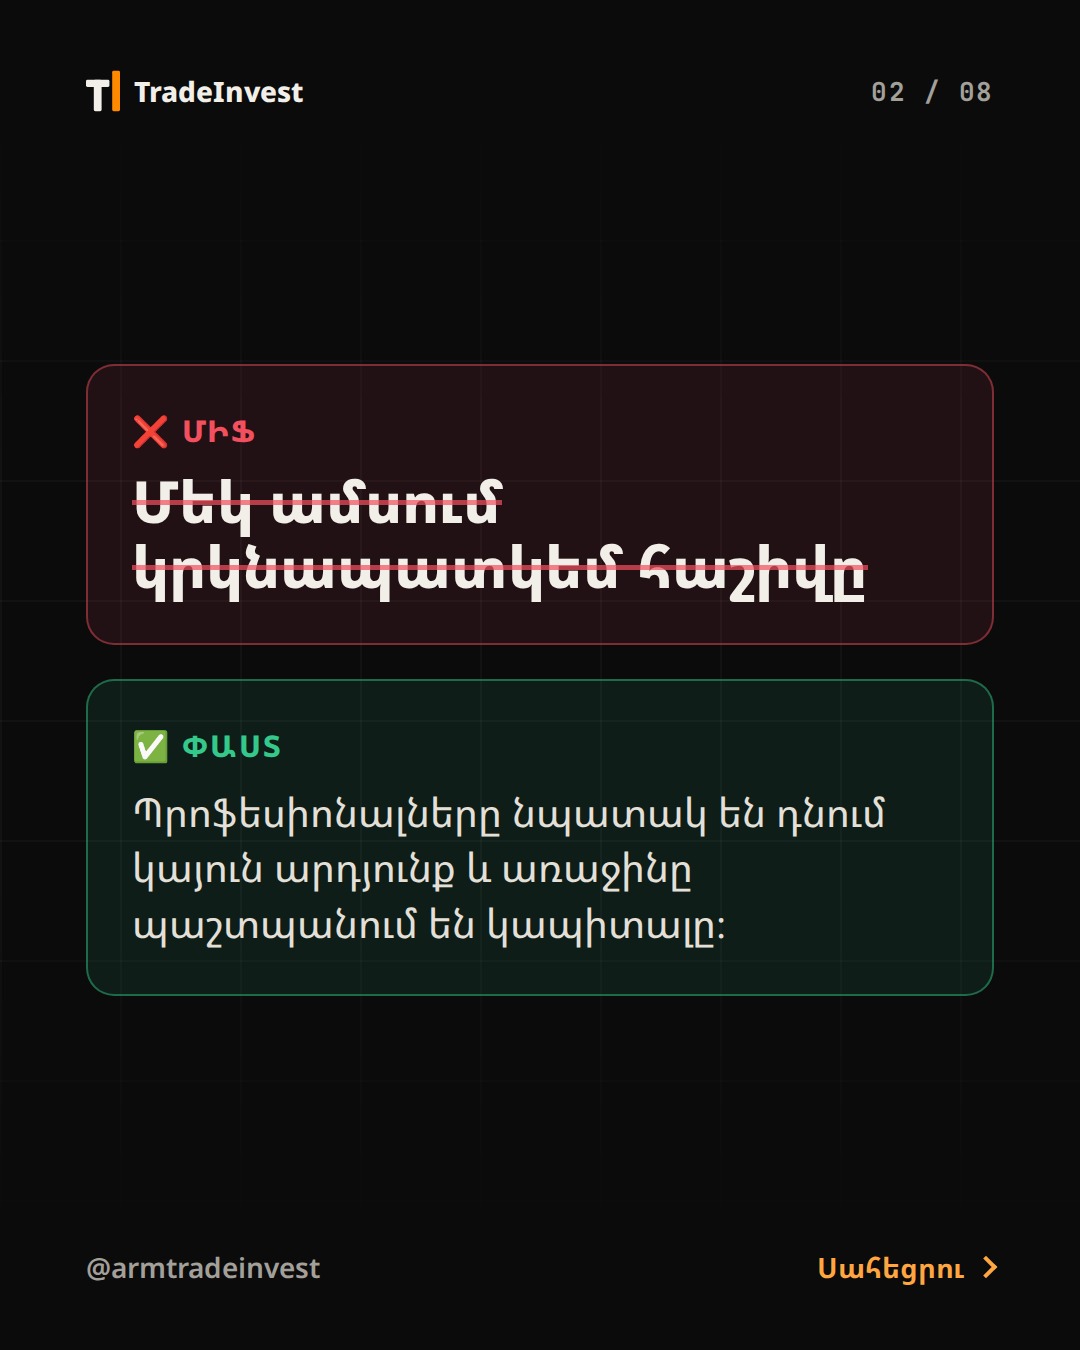 TradeInvest
02 / 08
❌ ՄԻՖ
Մեկ ամսում
կրկնապատկեմ հաշիվը
✅ ՓԱՍՏ
Պրոֆեսիոնալները նպատակ են դնում
կայուն արդյունք և առաջինը
պաշտպանում են կապիտալը:
@armtradeinvest
Սահեցրու >